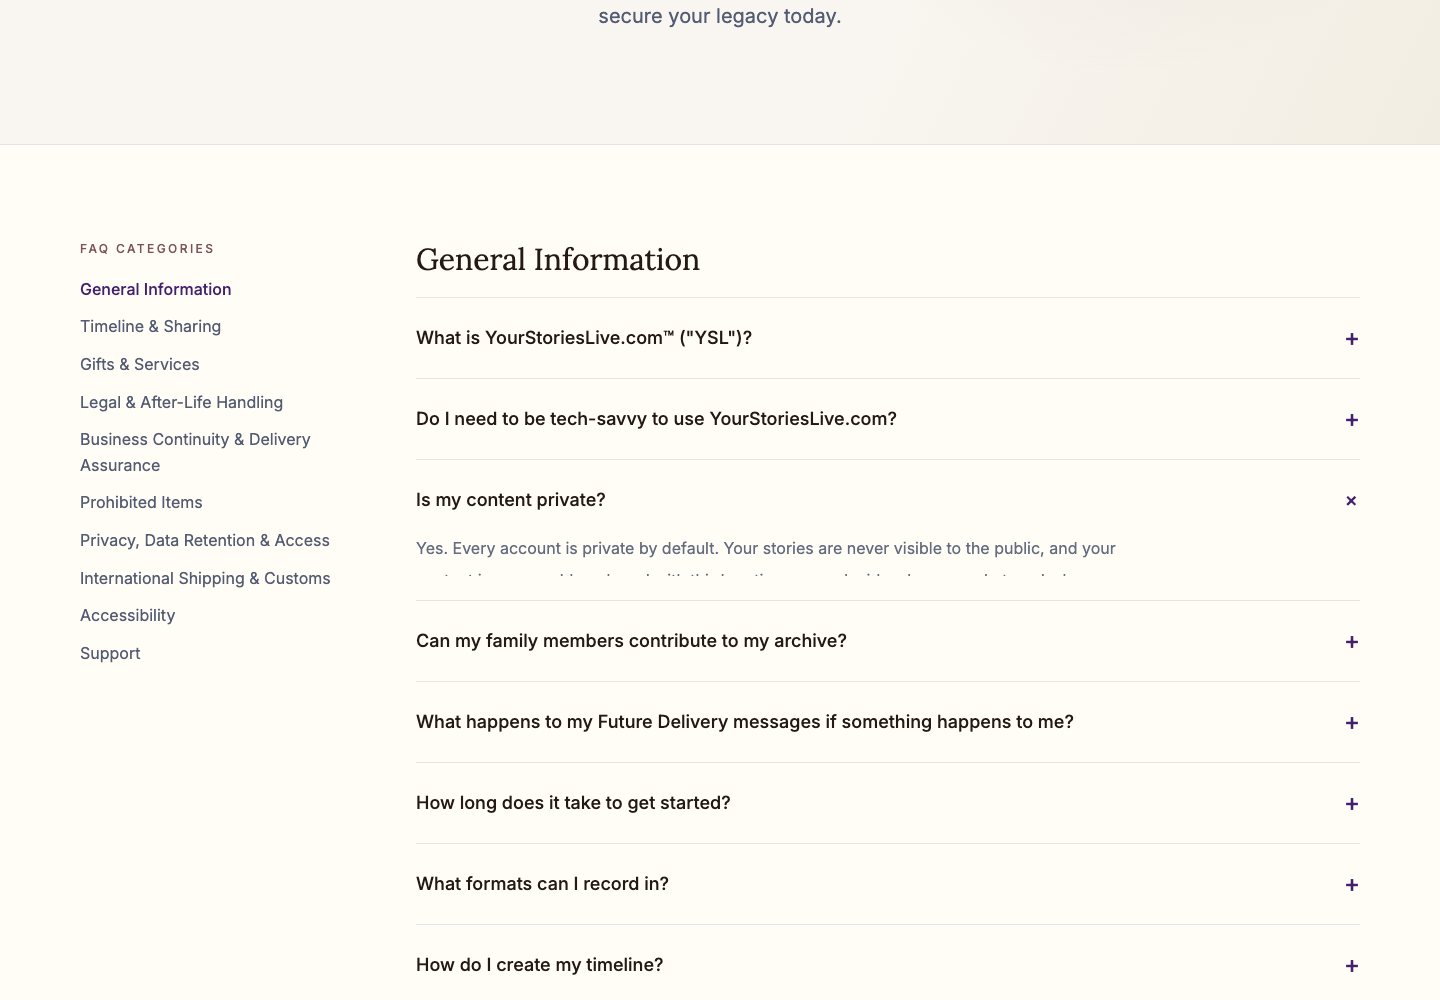 secure your legacy today.
FAQ CATEGORIES
General Information
Timeline & Sharing
Gifts & Services
Legal & After-Life Handling
Business Continuity & Delivery
Assurance
Prohibited Items
Privacy, Data Retention & Access
International Shipping & Customs
Accessibility
Support
General Information
What is YourStoriesLive.com™ ("YSL")?
Do I need to be tech-savvy to use YourStoriesLive.com?
Is my content private?
Yes. Every account is private by default. Your stories are never visible to the public, and your
Can my family members contribute to my archive?
What happens to my Future Delivery messages if something happens to me?
How long does it take to get started?
What formats can I record in?
How do I create my timeline?